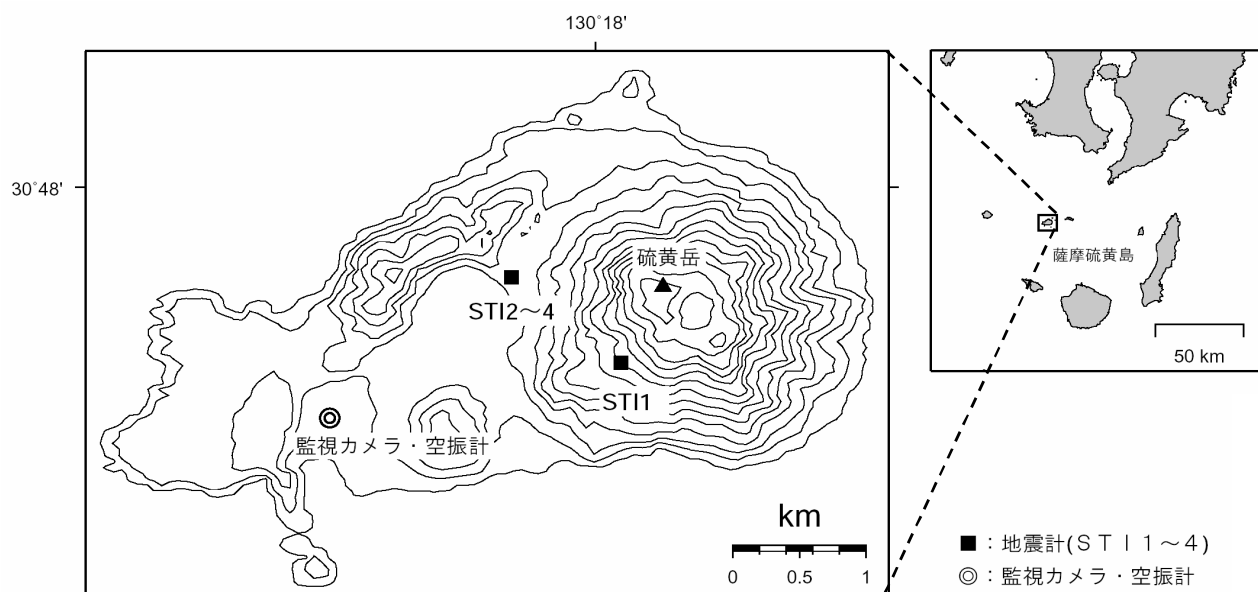 130°18'
30°48'
硫黄岳
STI2～4
STI1
監視カメラ・空振計
km
0 0.5 1
薩摩硫黄島
50 km
■：地震計(ＳＴＩ１～４)
◎：監視カメラ・空振計